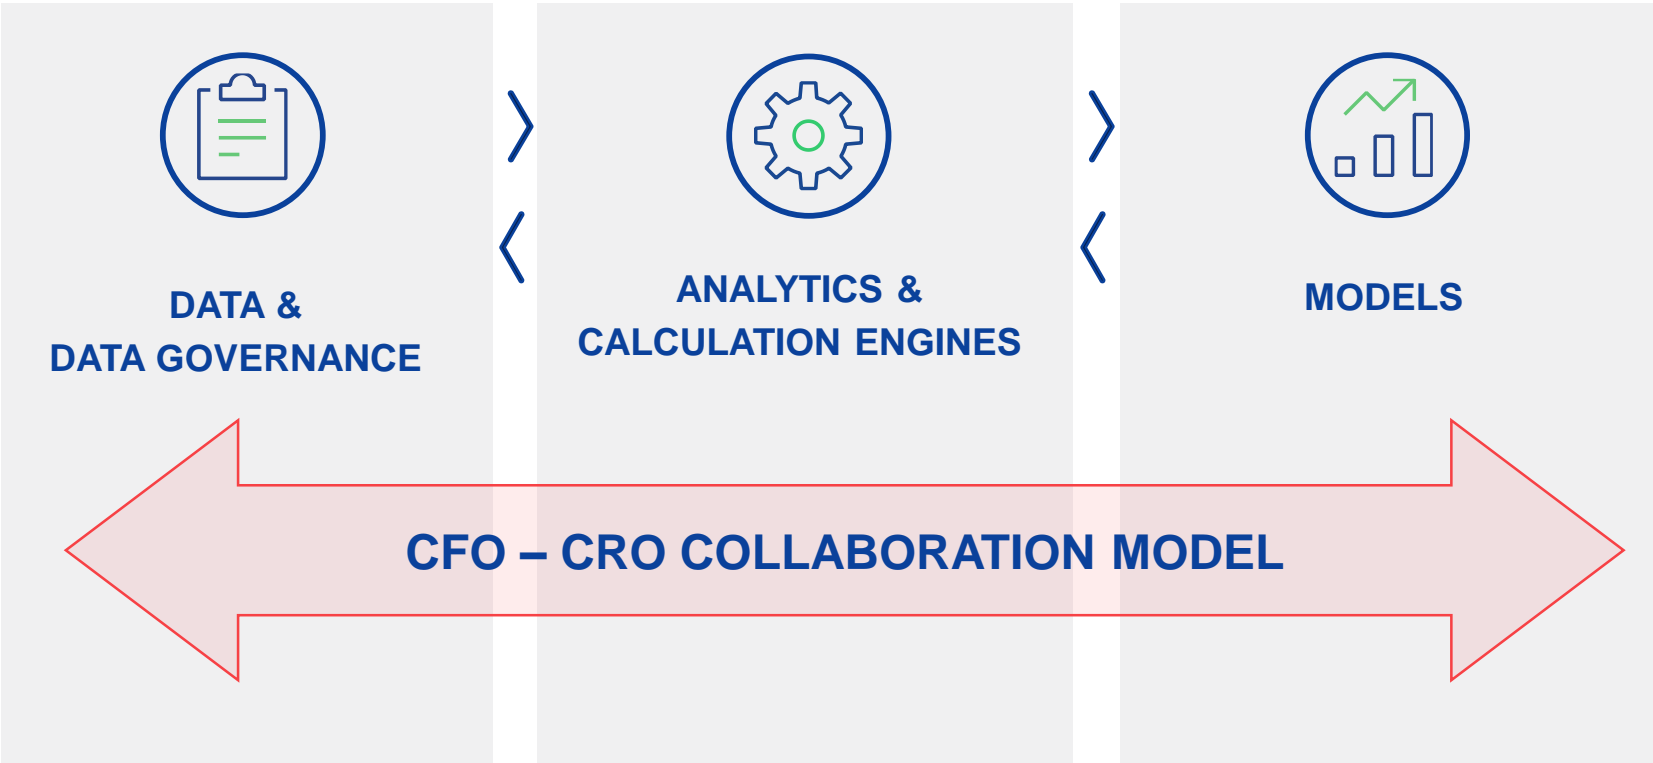 DATA &
DATA GOVERNANCE
ANALYTICS &
CALCULATION ENGINES
MODELS
CFO – CRO COLLABORATION MODEL